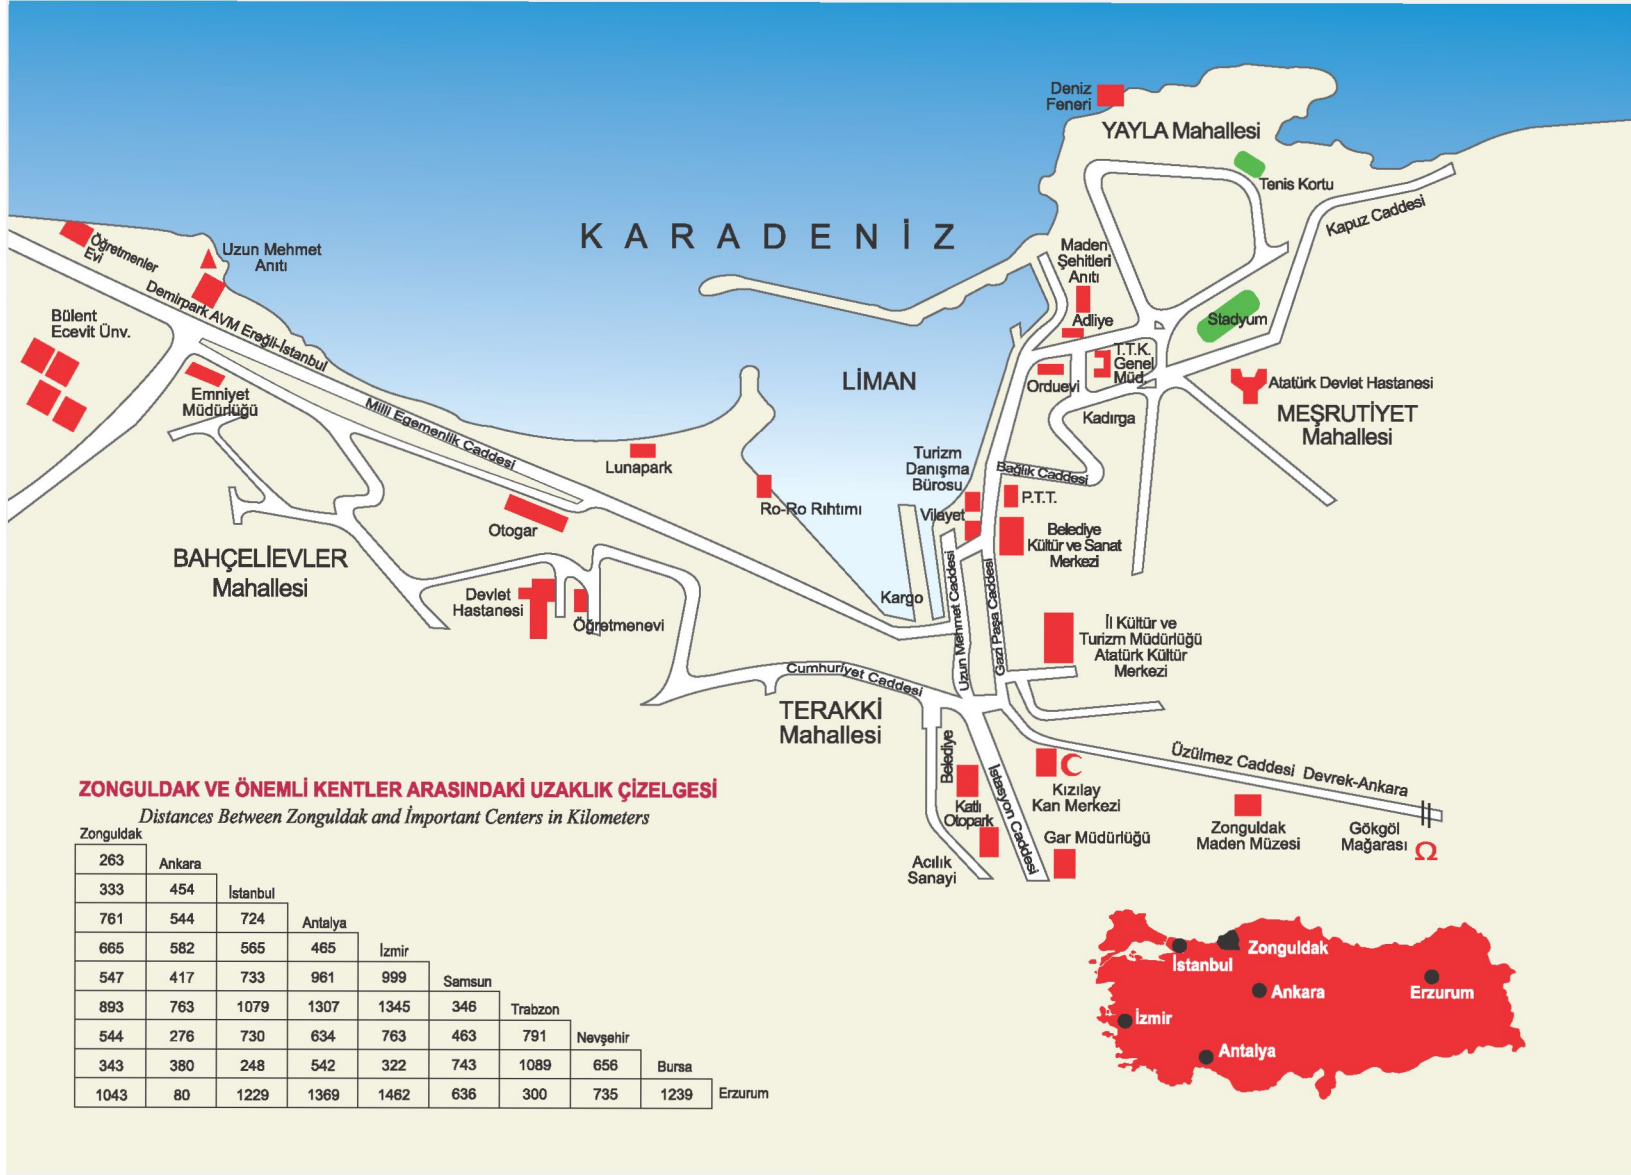 Deniz
Feneri
YAYLA Mahallesi
Tenis Kortu
Kapuz Caddesi
KARADENİZ
Maden
Şehitleri
Anıtı
Adliye
Stadyum
T.T.K.
Genel
Müd.
Orduevi
Kadırga
Atatürk Devlet Hastanesi
MEŞRUTİYET
Mahallesi
Öğretmenler
Evi
Uzun Mehmet
Anıtı
Demirpark AVM Ereğli-İstanbul
Bülent
Ecevit Ünv.
Emniyet
Müdürlüğü
Milli Egemenlik Caddesi
LİMAN
Lunapark
Ro-Ro Rıhtımı
Otogar
Turizm
Danışma
Bürosu
Bağlık Caddesi
P.T.T.
Vilayet
Belediye
Kültür ve Sanat
Merkezi
BAHÇELİEVLER
Mahallesi
Devlet
Hastanesi
Öğretmenevi
Kargo
Uzun Mehmet Caddesi
Gazi Paşa Caddesi
İl Kültür ve
Turizm Müdürlüğü
Atatürk Kültür
Merkezi
Cumhuriyet Caddesi
TERAKKİ
Mahallesi
Belediye
Katlı
Otopark
İstasyon Caddesi
Kızılay
Kan Merkezi
Gar Müdürlüğü
Acılık
Sanayi
Üzülmez Caddesi Devrek-Ankara
Zonguldak
Maden Müzesi
Gökgöl
Mağarası
ZONGULDAK VE ÖNEMLİ KENTLER ARASINDAKİ UZAKLIK ÇİZELGESİ
Distances Between Zonguldak and İmportant Centers in Kilometers
Zonguldak
263 Ankara
333 454 İstanbul
761 544 724 Antalya
665 582 565 465 İzmir
547 417 733 961 999 Samsun
893 763 1079 1307 1345 346 Trabzon
544 276 730 634 763 463 791 Nevşehir
343 380 248 542 322 743 1089 656 Bursa
1043 80 1229 1369 1462 636 300 735 1239 Erzurum
Zonguldak
İstanbul
Ankara
Erzurum
İzmir
Antalya